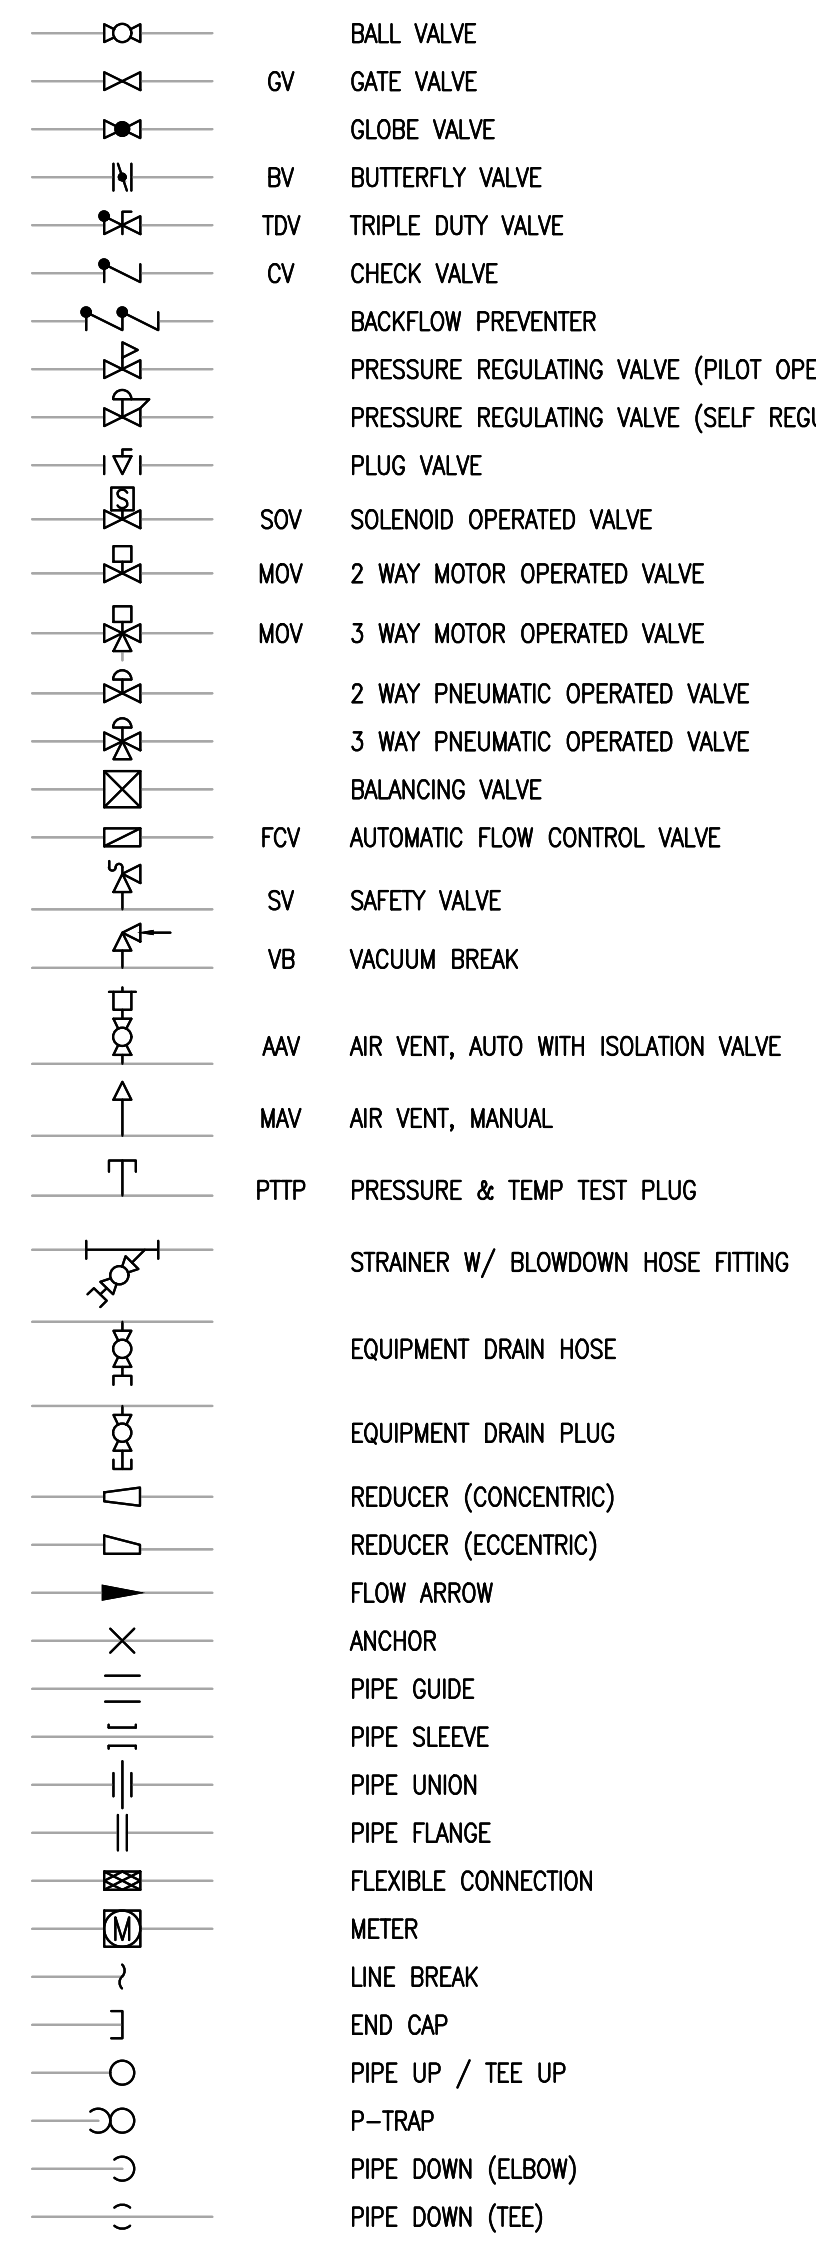 BALL VALVE
GV GATE VALVE
GLOBE VALVE
BV BUTTERFLY VALVE
TDV TRIPLE DUTY VALVE
CV CHECK VALVE
BACKFLOW PREVENTER
PRESSURE REGULATING VALVE (PILOT OPE
PRESSURE REGULATING VALVE (SELF REGU
PLUG VALVE
S
SOV SOLENOID OPERATED VALVE
MOV 2 WAY MOTOR OPERATED VALVE
MOV 3 WAY MOTOR OPERATED VALVE
2 WAY PNEUMATIC OPERATED VALVE
3 WAY PNEUMATIC OPERATED VALVE
BALANCING VALVE
FCV AUTOMATIC FLOW CONTROL VALVE
SV SAFETY VALVE
VB VACUUM BREAK
AAV AIR VENT, AUTO WITH ISOLATION VALVE
MAV AIR VENT, MANUAL
PTTP PRESSURE & TEMP TEST PLUG
STRAINER W/ BLOWDOWN HOSE FITTING
EQUIPMENT DRAIN HOSE
EQUIPMENT DRAIN PLUG
REDUCER (CONCENTRIC)
REDUCER (ECCENTRIC)
FLOW ARROW
ANCHOR
PIPE GUIDE
PIPE SLEEVE
PIPE UNION
PIPE FLANGE
FLEXIBLE CONNECTION
M METER
LINE BREAK
END CAP
PIPE UP / TEE UP
P-TRAP
PIPE DOWN (ELBOW)
PIPE DOWN (TEE)